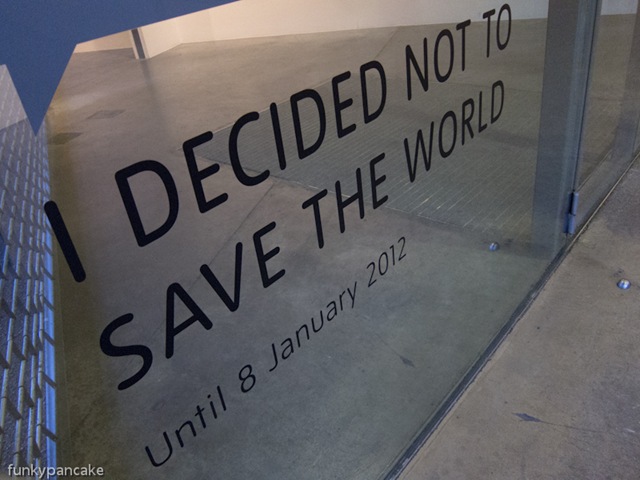 I DECIDED NOT TO
SAVE THE WORLD
Until 8 January 2012
funkypancake